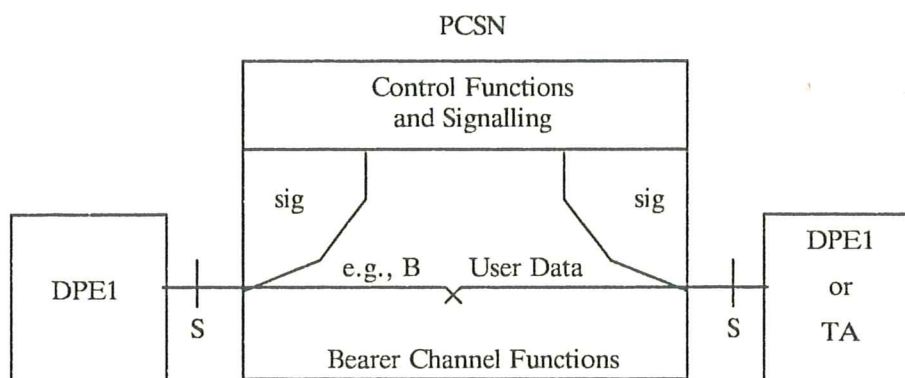 PCSN
Control Functions
and Signalling
sig
sig
DPE1
S
e.g., B
User Data
S
DPE1
or
TA
Bearer Channel Functions